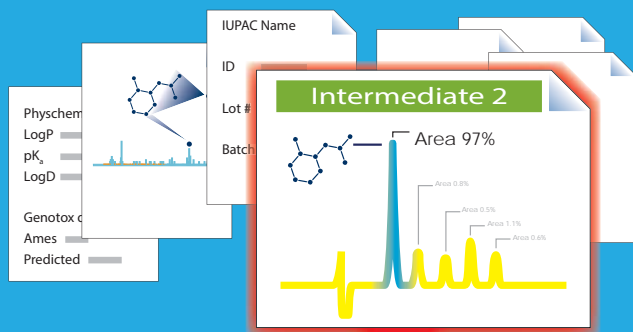 Physchem
LogP
pKa
LogD
Genotox
Ames
Predicted
IUPAC Name
ID
Lot #
Batch
Intermediate 2
Area 97%
Area 0.8%
Area 0.5%
Area 1.1%
Area 0.6%